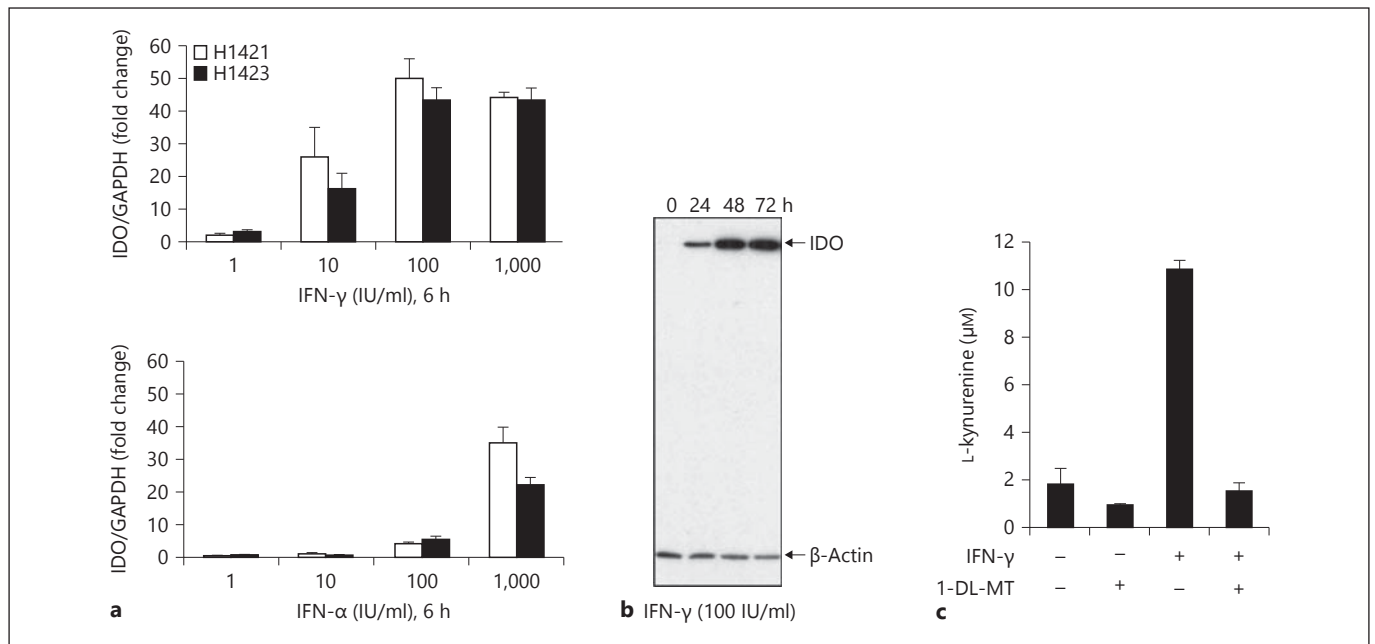 60
50
40
30
20
10
0
IDO/GAPDH (fold change)
H1421
H1423
1 10 100 1,000
IFN-γ (IU/ml), 6 h
60
50
40
30
20
10
0
IDO/GAPDH (fold change)
1 10 100 1,000
a IFN-α (IU/ml), 6 h
0 24 48 72 h
IDO
β-Actin
b IFN-γ (100 IU/ml)
12
10
8
6
4
2
0
L-kynurenine (μM)
IFN-γ – – + +
1-DL-MT – + – +
c